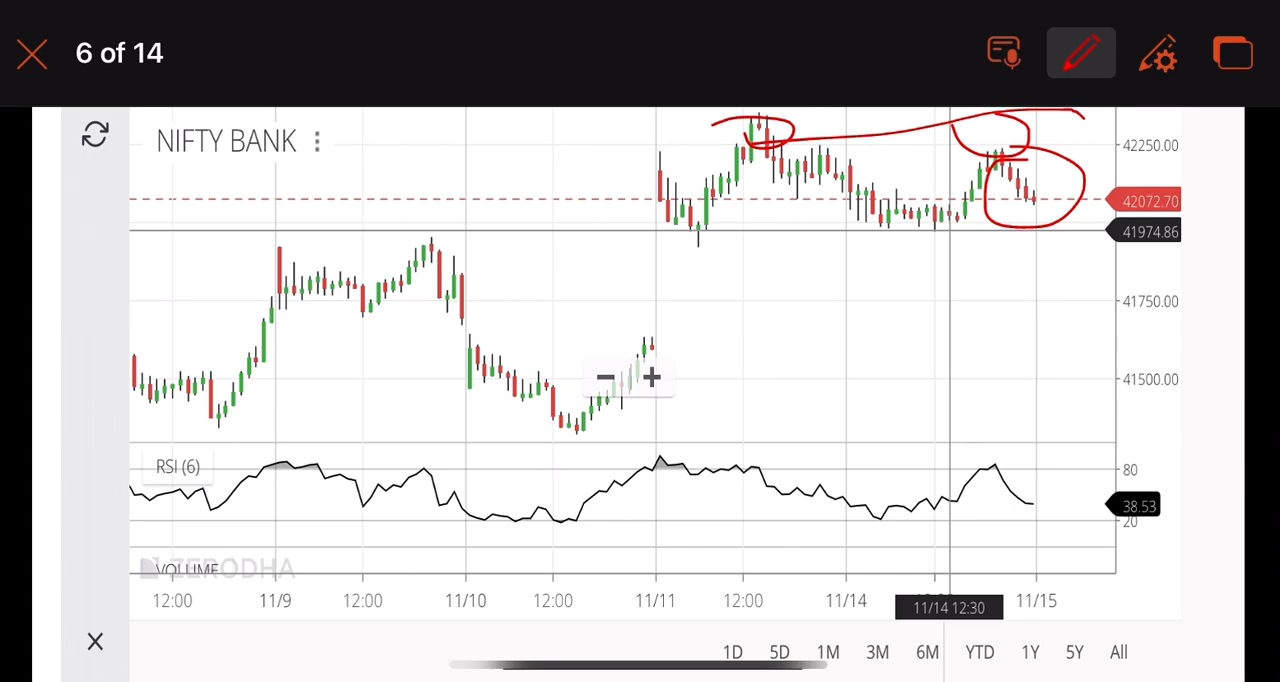 6 of 14
NIFTY BANK
42250.00
42072.70
41974.86
41750.00
41500.00
RSI (6)
80
38.53
20
VOLUME
ZERODHA
12:00 11/9 12:00 11/10 12:00 11/11 12:00 11/14 11/14 12:30 11/15
1D 5D 1M 3M 6M YTD 1Y 5Y All